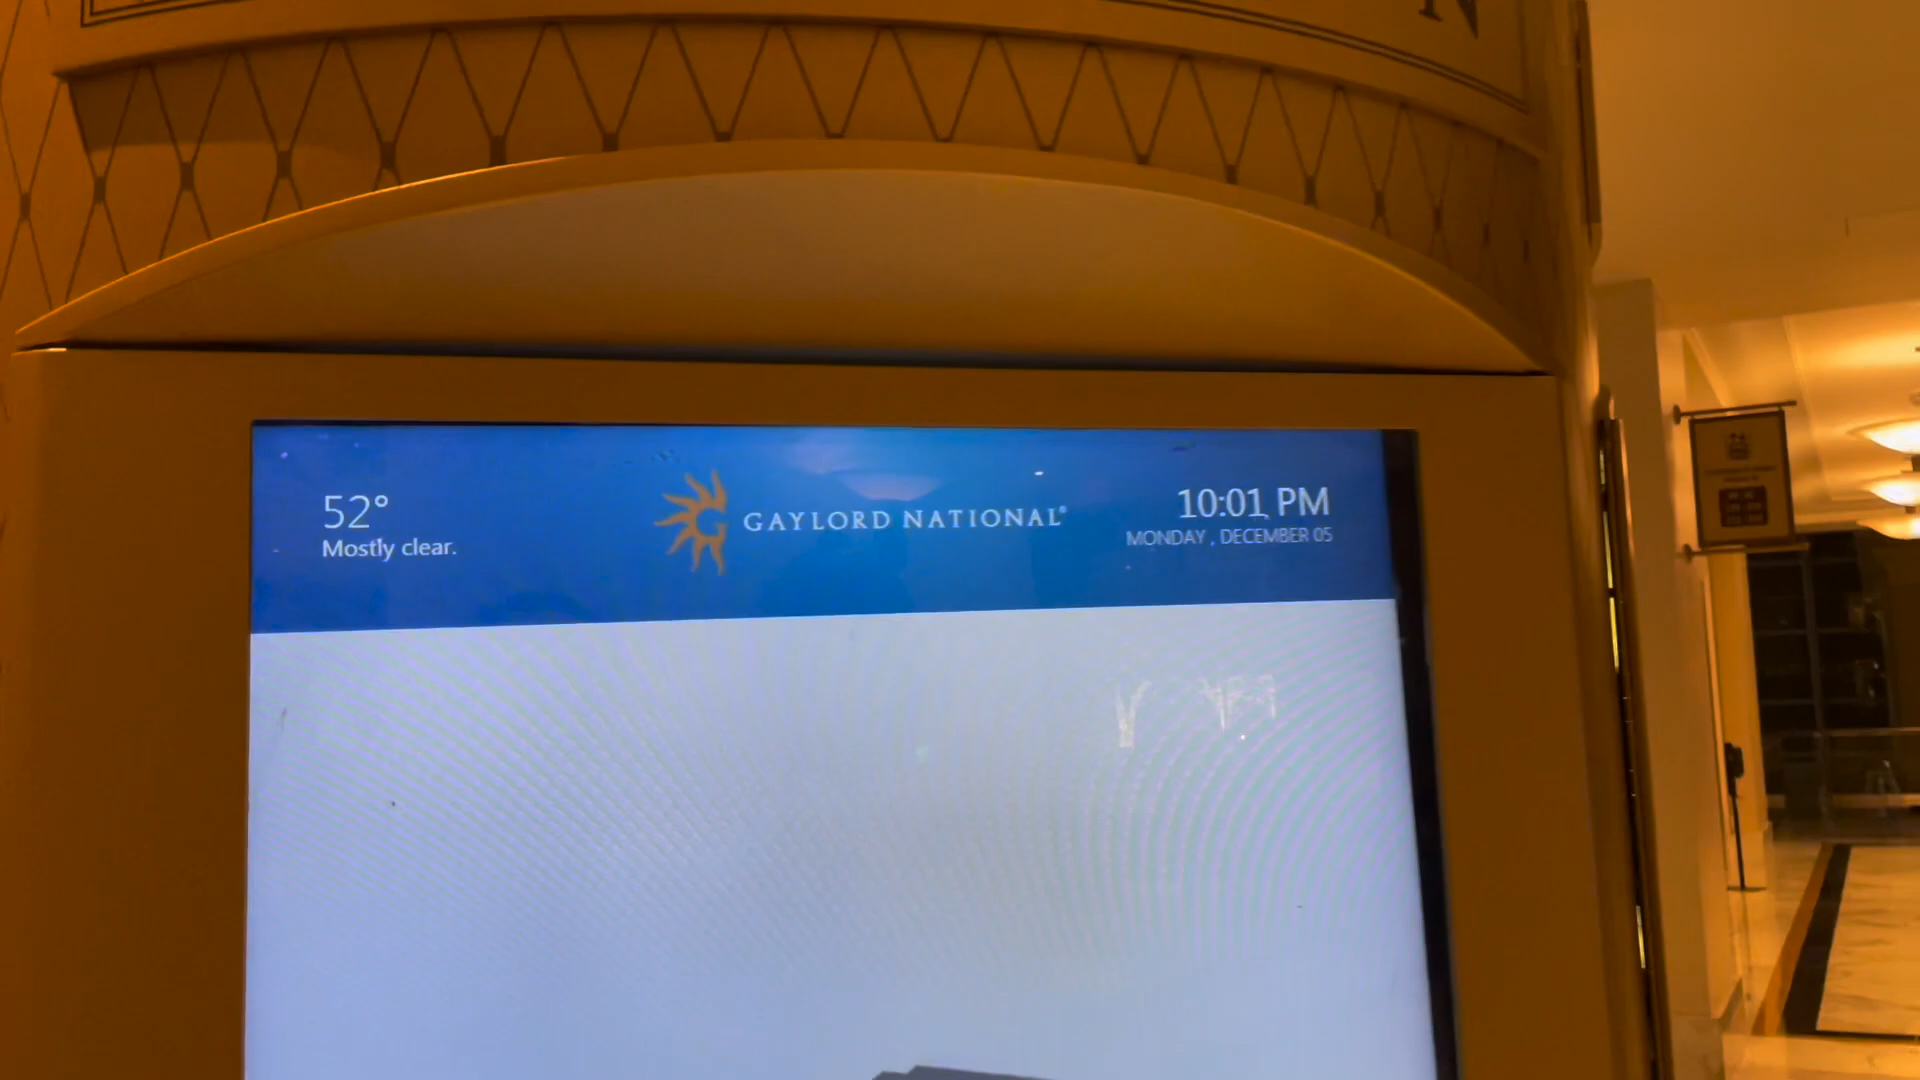 52°
Mostly clear.
GAYLORD NATIONAL®
10:01 PM
MONDAY, DECEMBER 05